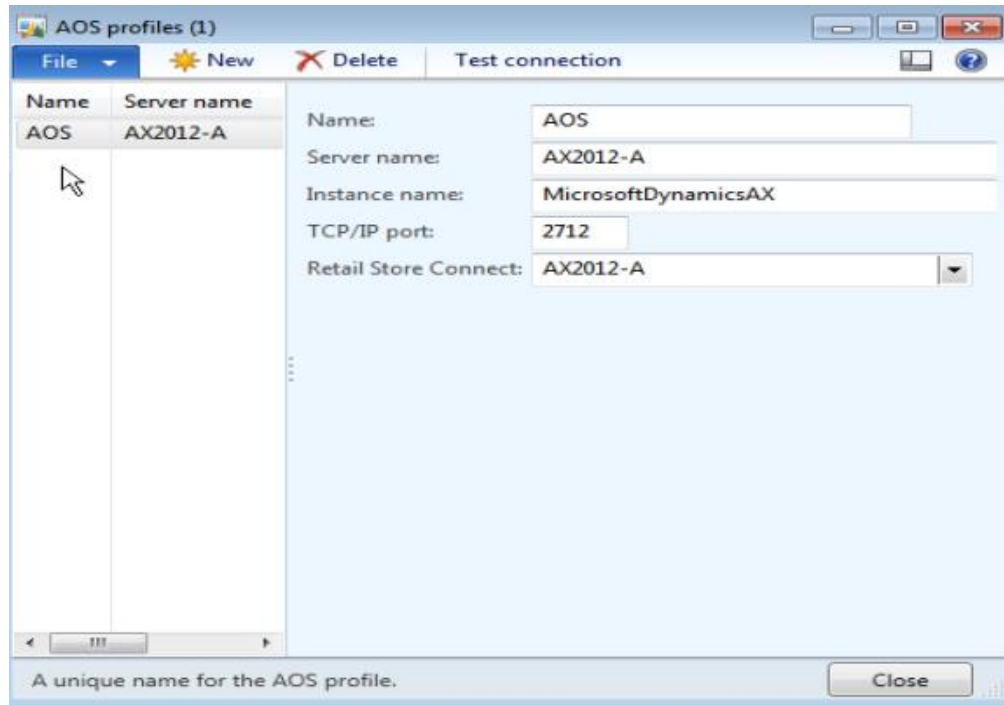 AOS profiles (1)
File New Delete Test connection
Name Server name
AOS AX2012-A
Name: AOS
Server name: AX2012-A
Instance name: MicrosoftDynamicsAX
TCP/IP port: 2712
Retail Store Connect: AX2012-A
A unique name for the AOS profile. Close